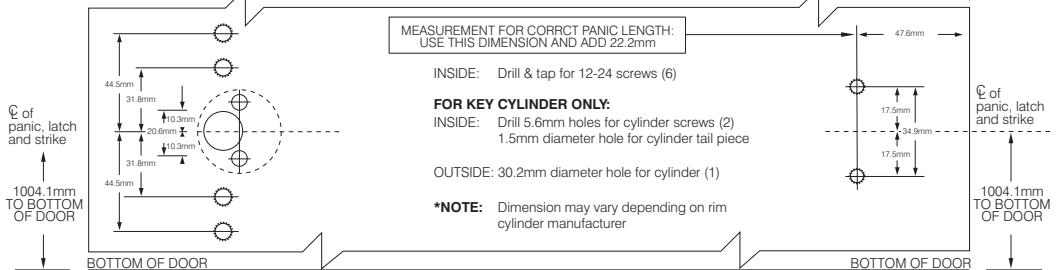 MEASUREMENT FOR CORRCT PANIC LENGTH:
USE THIS DIMENSION AND ADD 22.2mm
47.6mm
INSIDE: Drill & tap for 12-24 screws (6)
FOR KEY CYLINDER ONLY:
INSIDE: Drill 5.6mm holes for cylinder screws (2)
1.5mm diameter hole for cylinder tail piece
OUTSIDE: 30.2mm diameter hole for cylinder (1)
*NOTE: Dimension may vary depending on rim
cylinder manufacturer
44.5mm
31.8mm
10.3mm
20.6mm
10.3mm
31.8mm
44.5mm
℄ of
panic, latch
and strike
1004.1mm
TO BOTTOM
OF DOOR
BOTTOM OF DOOR
17.5mm
34.9mm
17.5mm
℄ of
panic, latch
and strike
1004.1mm
TO BOTTOM
OF DOOR
BOTTOM OF DOOR